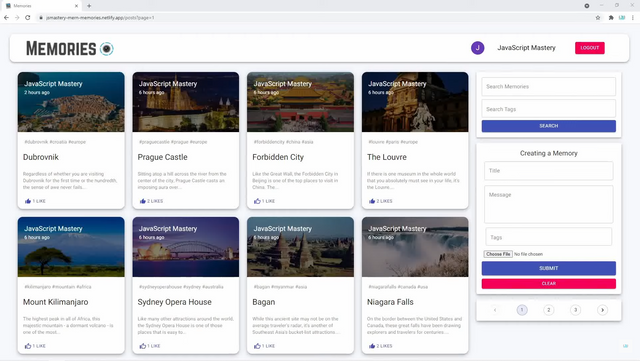 Memories
jsmastery-mern-memories.netlify.app/posts?page=1
MEMORIES
J
JavaScript Mastery
LOGOUT
JavaScript Mastery
2 hours ago
#dubrovnik #croatia #europe
Dubrovnik
Regardless of whether you are visiting
Dubrovnik for the first time or the hundredth,
the sense of awe never fails...
1 LIKE
JavaScript Mastery
6 hours ago
#praguecastle #prague #europe
Prague Castle
Sitting atop a hill across the river from the
center of the city, Prague Castle casts an
imposing aura over...
2 LIKES
JavaScript Mastery
6 hours ago
#forbiddencity #china #asia
Forbidden City
Like the Great Wall, the Forbidden City in
Beijing is one of the top places to visit in
China. The...
1 LIKE
JavaScript Mastery
6 hours ago
#louvre #paris #europe
The Louvre
If there is one museum in the whole world
that you absolutely must see in your life, it's
the Louvre...
2 LIKES
Search Memories
Search Tags
SEARCH
Creating a Memory
Title
Message
Tags
Choose File No file chosen
SUBMIT
CLEAR
1
2
3
JavaScript Mastery
6 hours ago
#kilimanjaro #mountain #africa
Mount Kilimanjaro
The highest peak in all of Africa, this
majestic mountain - a dormant volcano - is
one of the most...
1 LIKE
JavaScript Mastery
6 hours ago
#sydneyoperahouse #sydney #australia
Sydney Opera House
Like many other attractions around the world,
the Sydney Opera House is one of those
places that is easy to...
1 LIKE
JavaScript Mastery
6 hours ago
#bagan #myanmar #asia
Bagan
While this ancient site may not be on the
average traveler's radar, it's another of
Southeast Asia's bucket-list attractions...
2 LIKES
JavaScript Mastery
6 hours ago
#niagarafalls #canada #usa
Niagara Falls
On the border between the United States and
Canada, these great falls have been drawing
explorers and travelers for centuries...
2 LIKES